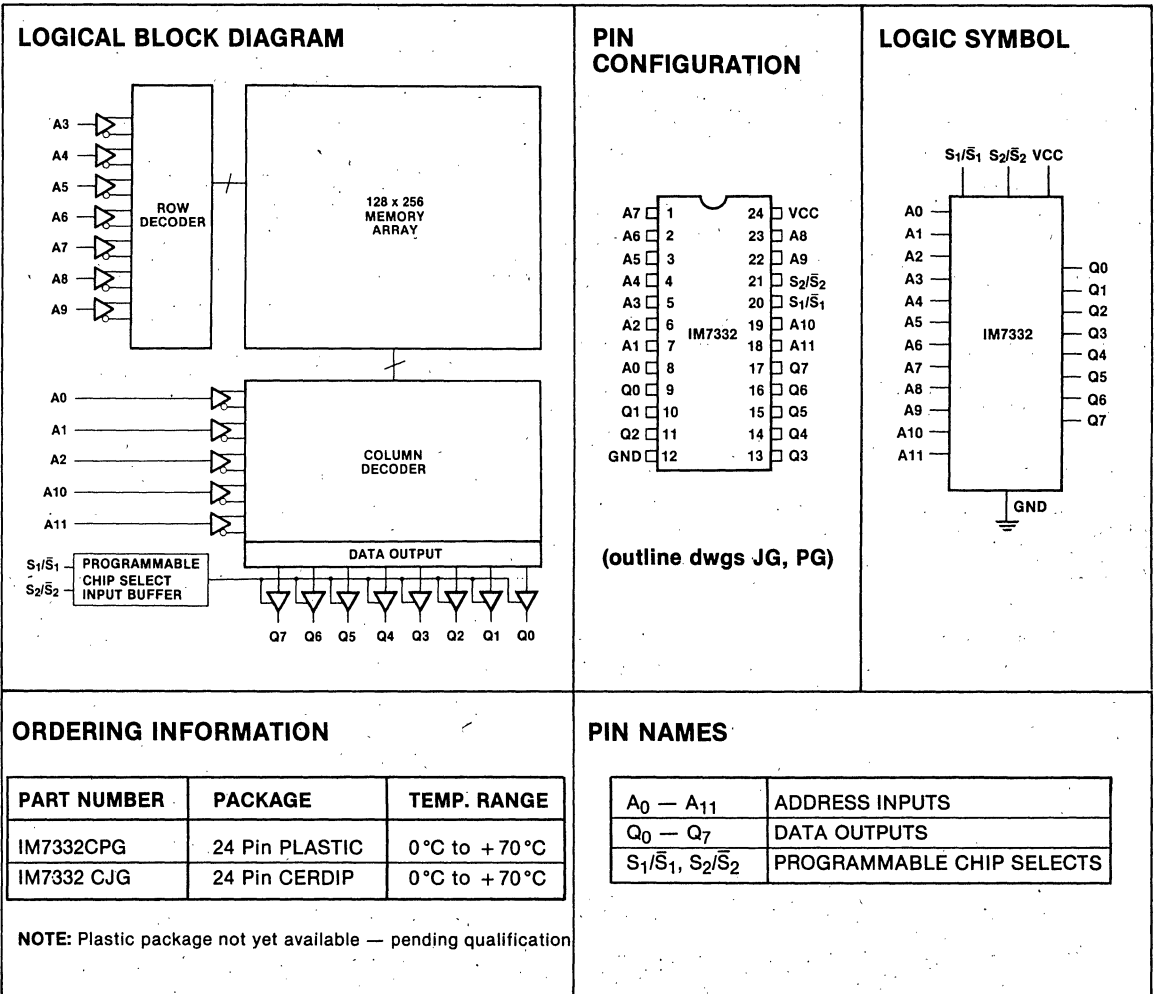 LOGICAL BLOCK DIAGRAM
A3
A4
A5
A6
A7
A8
A9
ROW
DECODER
128 x 256
MEMORY
ARRAY
A0
A1
A2
A10
A11
COLUMN
DECODER
DATA OUTPUT
S1/S̅1
S2/S̅2
PROGRAMMABLE
CHIP SELECT
INPUT BUFFER
Q7 Q6 Q5 Q4 Q3 Q2 Q1 Q0
PIN
CONFIGURATION
A7 1 24 VCC
A6 2 23 A8
A5 3 22 A9
A4 4 21 S2/S̅2
A3 5 20 S1/S̅1
A2 6 19 A10
IM7332
A1 7 18 A11
A0 8 17 Q7
Q0 9 16 Q6
Q1 10 15 Q5
Q2 11 14 Q4
GND 12 13 Q3
(outline dwgs JG, PG)
LOGIC SYMBOL
S1/S̅1 S2/S̅2 VCC
A0
A1
A2
A3
A4
A5
A6
A7
A8
A9
A10
A11
IM7332
Q0
Q1
Q2
Q3
Q4
Q5
Q6
Q7
GND
ORDERING INFORMATION
PART NUMBER PACKAGE TEMP. RANGE
IM7332CPG 24 Pin PLASTIC 0°C to +70°C
IM7332 CJG 24 Pin CERDIP 0°C to +70°C
NOTE: Plastic package not yet available — pending qualification
PIN NAMES
A0 — A11 ADDRESS INPUTS
Q0 — Q7 DATA OUTPUTS
S1/S̅1, S2/S̅2 PROGRAMMABLE CHIP SELECTS